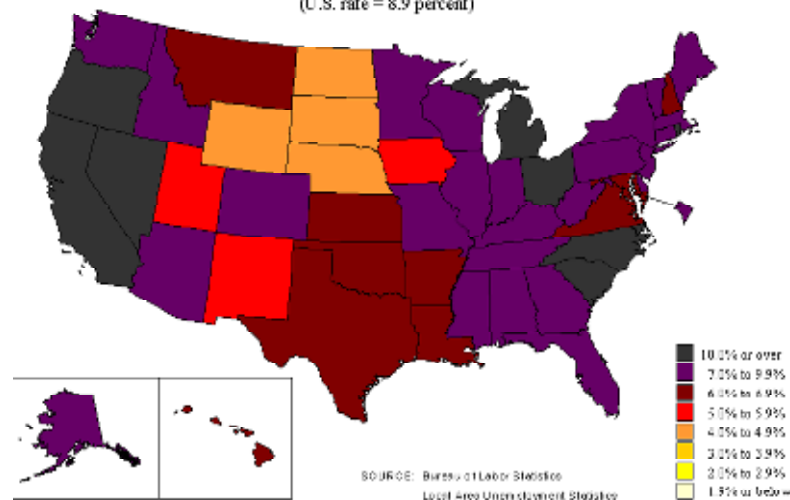 (U.S. rate = 8.9 percent)
10.0% or over
7.0% to 9.9%
6.0% to 6.9%
5.0% to 5.9%
4.0% to 4.9%
3.0% to 3.9%
2.0% to 2.9%
1.9% or below
SOURCE: Bureau of Labor Statistics
Local Area Unemployment Statistics